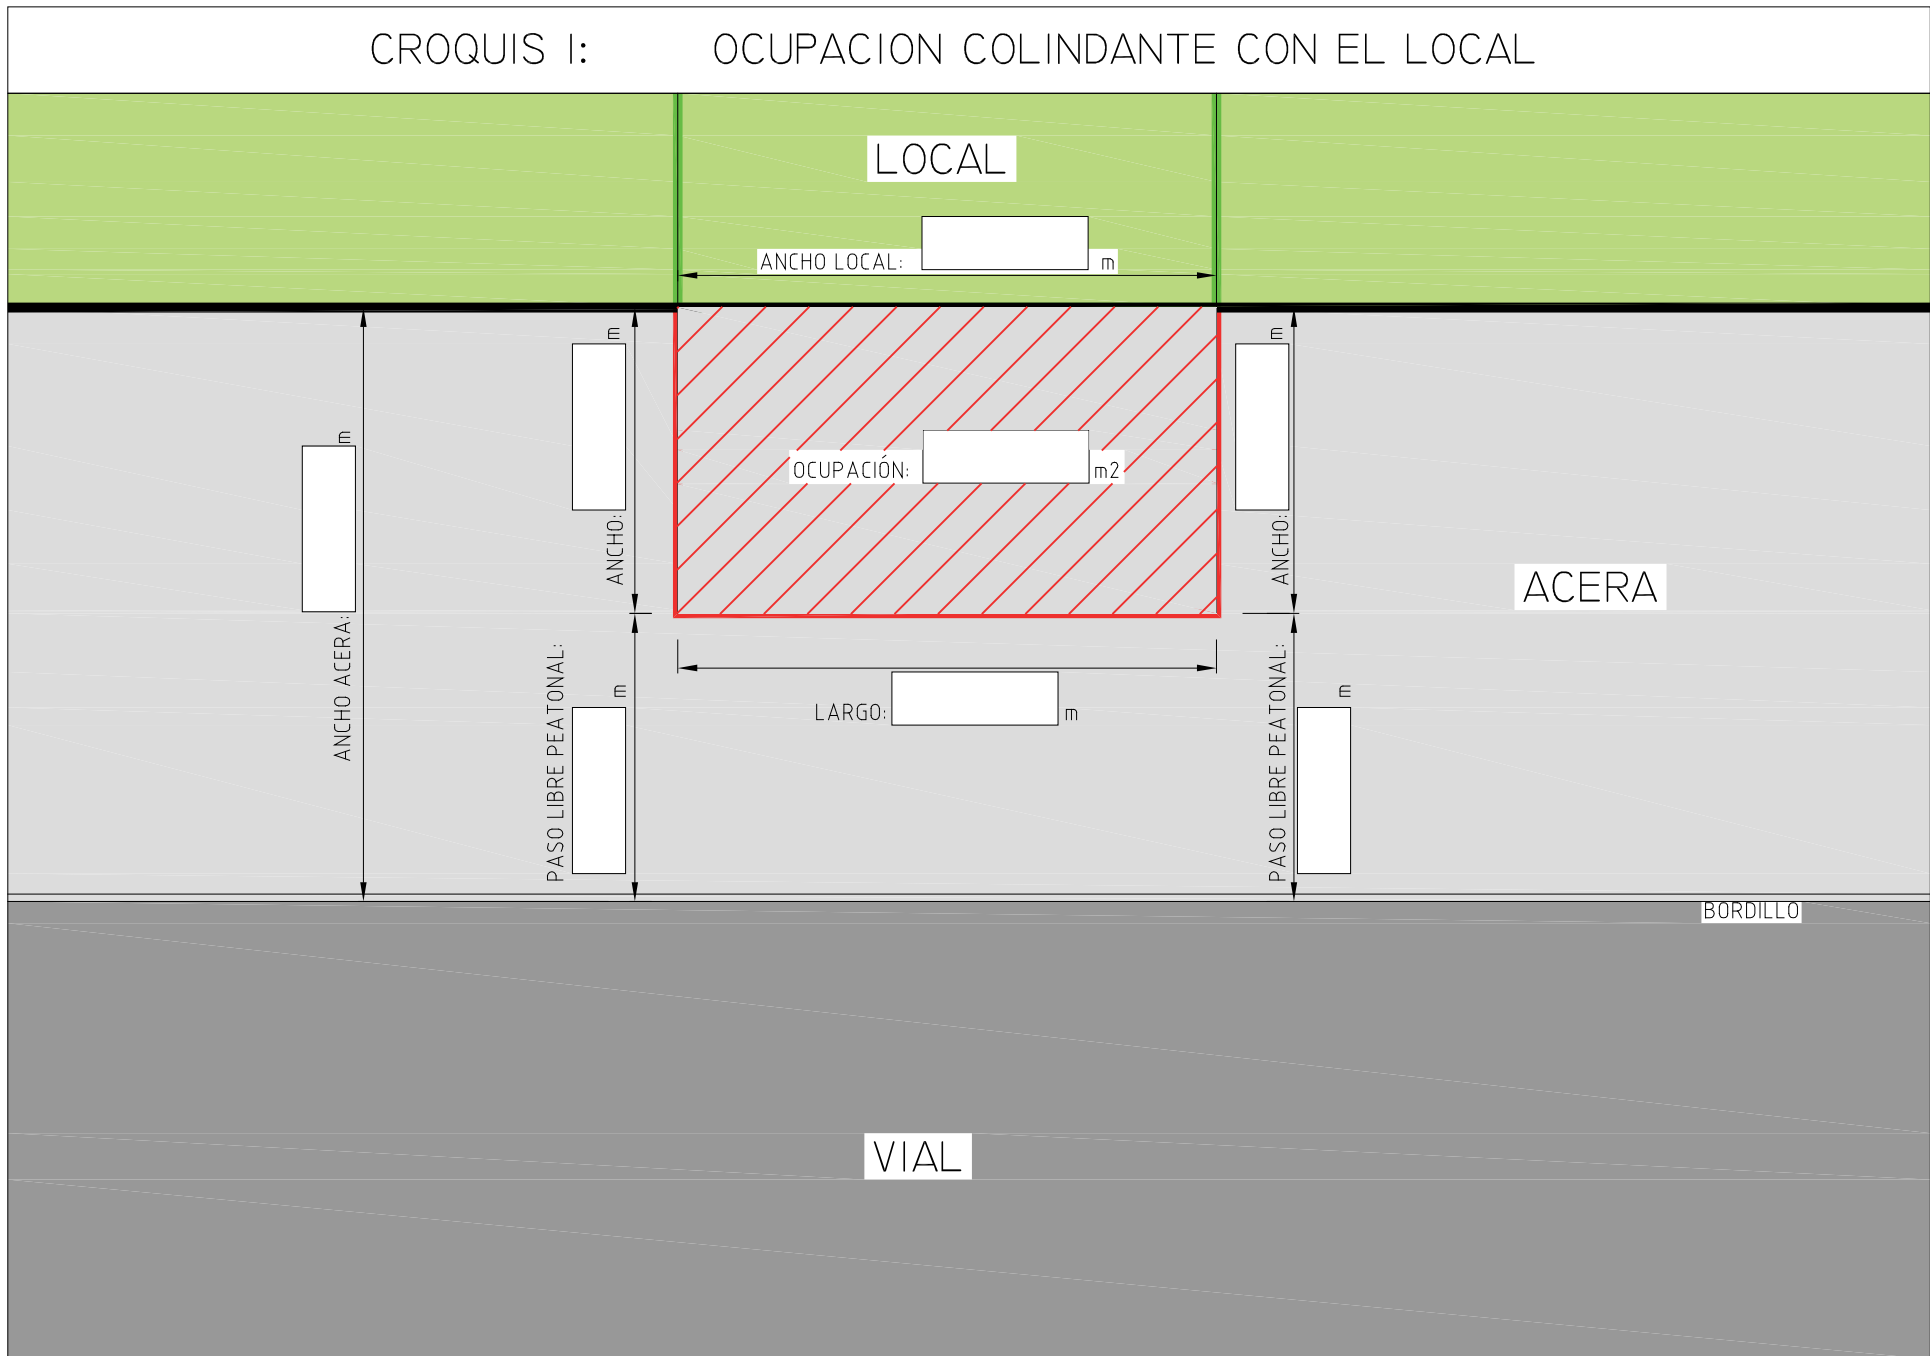 CROQUIS I: OCUPACION COLINDANTE CON EL LOCAL
LOCAL
ANCHO LOCAL: m
ANCHO ACERA: m
ANCHO: m
PASO LIBRE PEATONAL: m
OCUPACIÓN: m2
LARGO: m
ANCHO: m
PASO LIBRE PEATONAL: m
ACERA
BORDILLO
VIAL